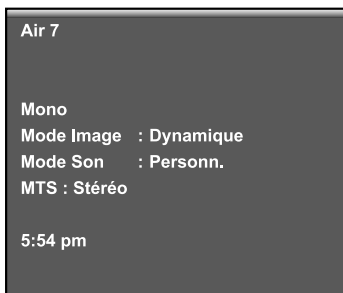 Air 7
Mono
Mode Image : Dynamique
Mode Son : Personn.
MTS : Stéréo
5:54 pm